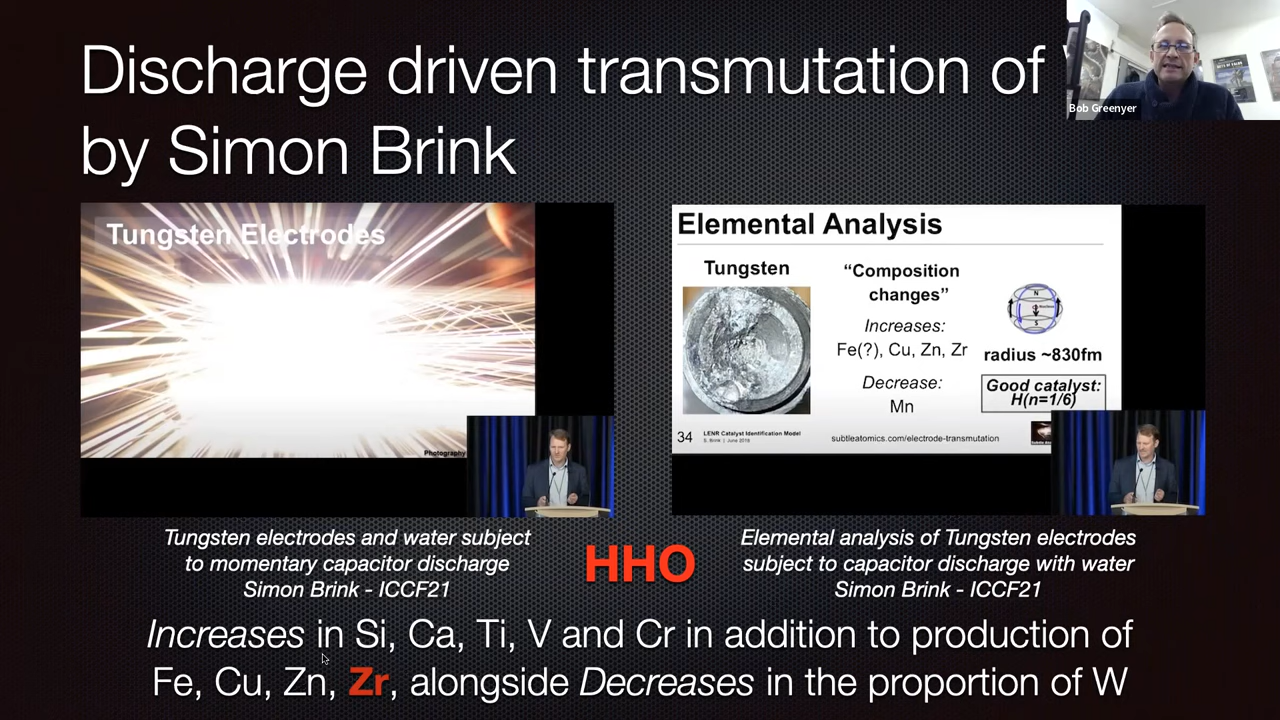 Discharge driven transmutation of
by Simon Brink
Bob Greenyer
Tungsten Electrodes
Photography
Elemental Analysis
Tungsten
“Composition
changes”
Increases:
Fe(?), Cu, Zn, Zr
Decrease:
Mn
N
S
radius ~830fm
Good catalyst:
H(n=1/6)
34
LENR Catalyst Identification Model
S. Brink | June 2018
subtleatomics.com/electrode-transmutation
Tungsten electrodes and water subject
to momentary capacitor discharge
Simon Brink - ICCF21
HHO
Elemental analysis of Tungsten electrodes
subject to capacitor discharge with water
Simon Brink - ICCF21
Increases in Si, Ca, Ti, V and Cr in addition to production of
Fe, Cu, Zn, Zr, alongside Decreases in the proportion of W